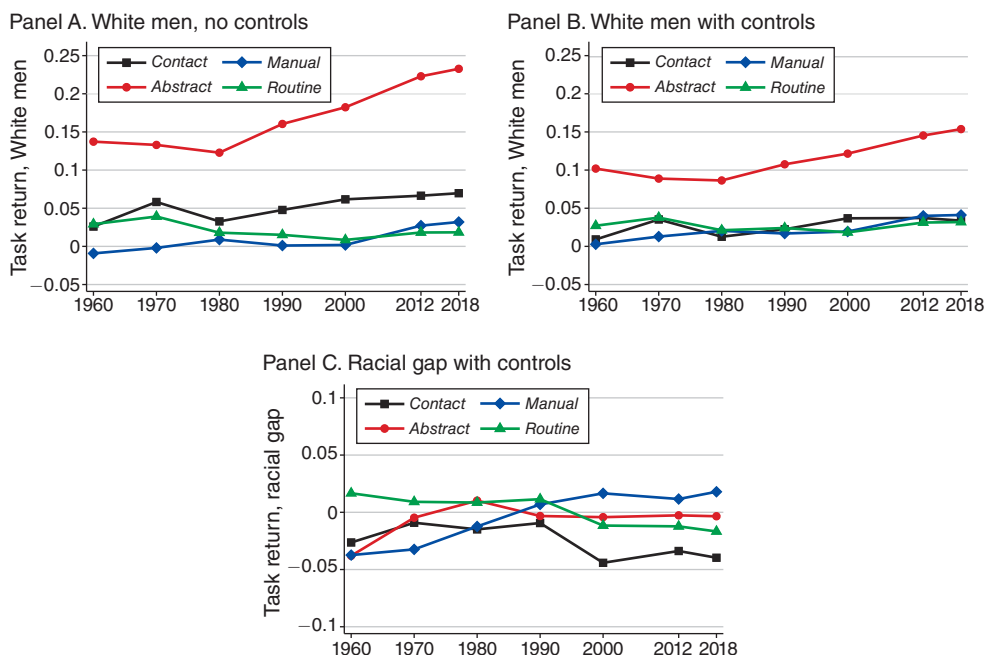 Panel A. White men, no controls
Task return, White men
0.25
0.2
0.15
0.1
0.05
0
−0.05
Contact
Manual
Abstract
Routine
1960 1970 1980 1990 2000 2012 2018
Panel B. White men with controls
Task return, White men
0.25
0.2
0.15
0.1
0.05
0
−0.05
Contact
Manual
Abstract
Routine
1960 1970 1980 1990 2000 2012 2018
Panel C. Racial gap with controls
Task return, racial gap
0.1
0.05
0
−0.05
−0.1
Contact
Manual
Abstract
Routine
1960 1970 1980 1990 2000 2012 2018